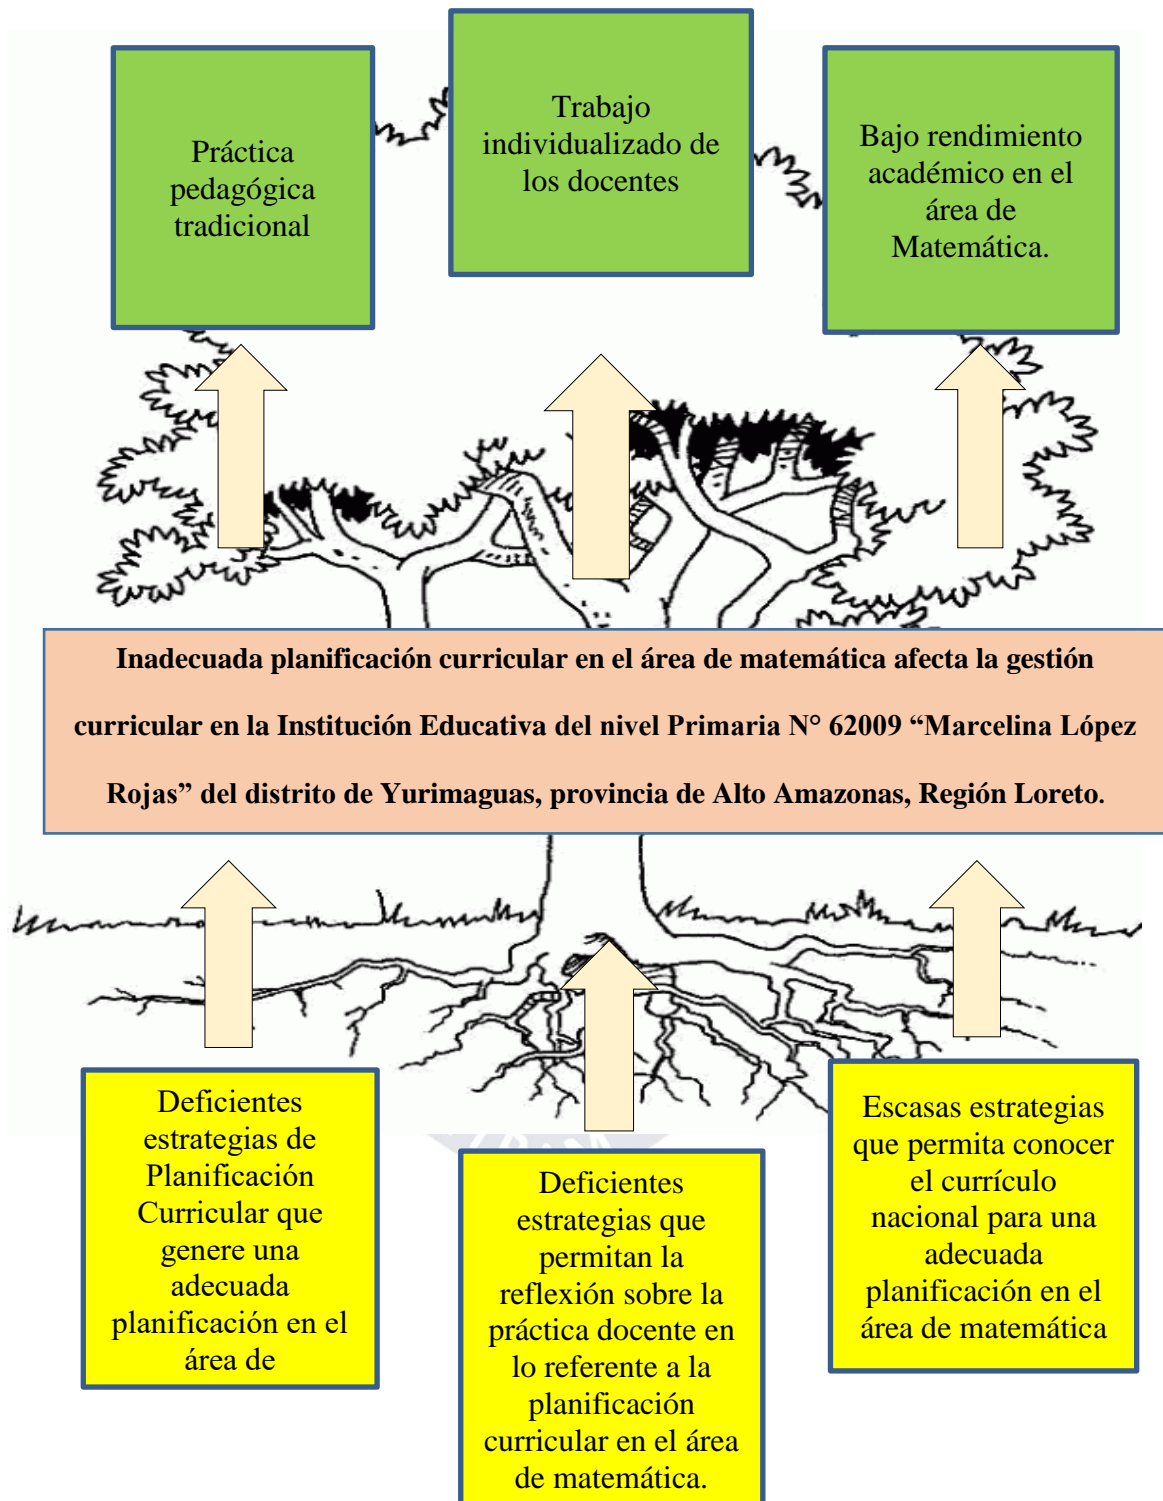 Práctica
pedagógica
tradicional
Trabajo
individualizado de
los docentes
Bajo rendimiento
académico en el
área de
Matemática.
Inadecuada planificación curricular en el área de matemática afecta la gestión
curricular en la Institución Educativa del nivel Primaria N° 62009 “Marcelina López
Rojas” del distrito de Yurimaguas, provincia de Alto Amazonas, Región Loreto.
Deficientes
estrategias de
Planificación
Curricular que
genere una
adecuada
planificación en el
área de
Deficientes
estrategias que
permitan la
reflexión sobre la
práctica docente en
lo referente a la
planificación
curricular en el área
de matemática.
Escasas estrategias
que permita conocer
el currículo
nacional para una
adecuada
planificación en el
área de matemática